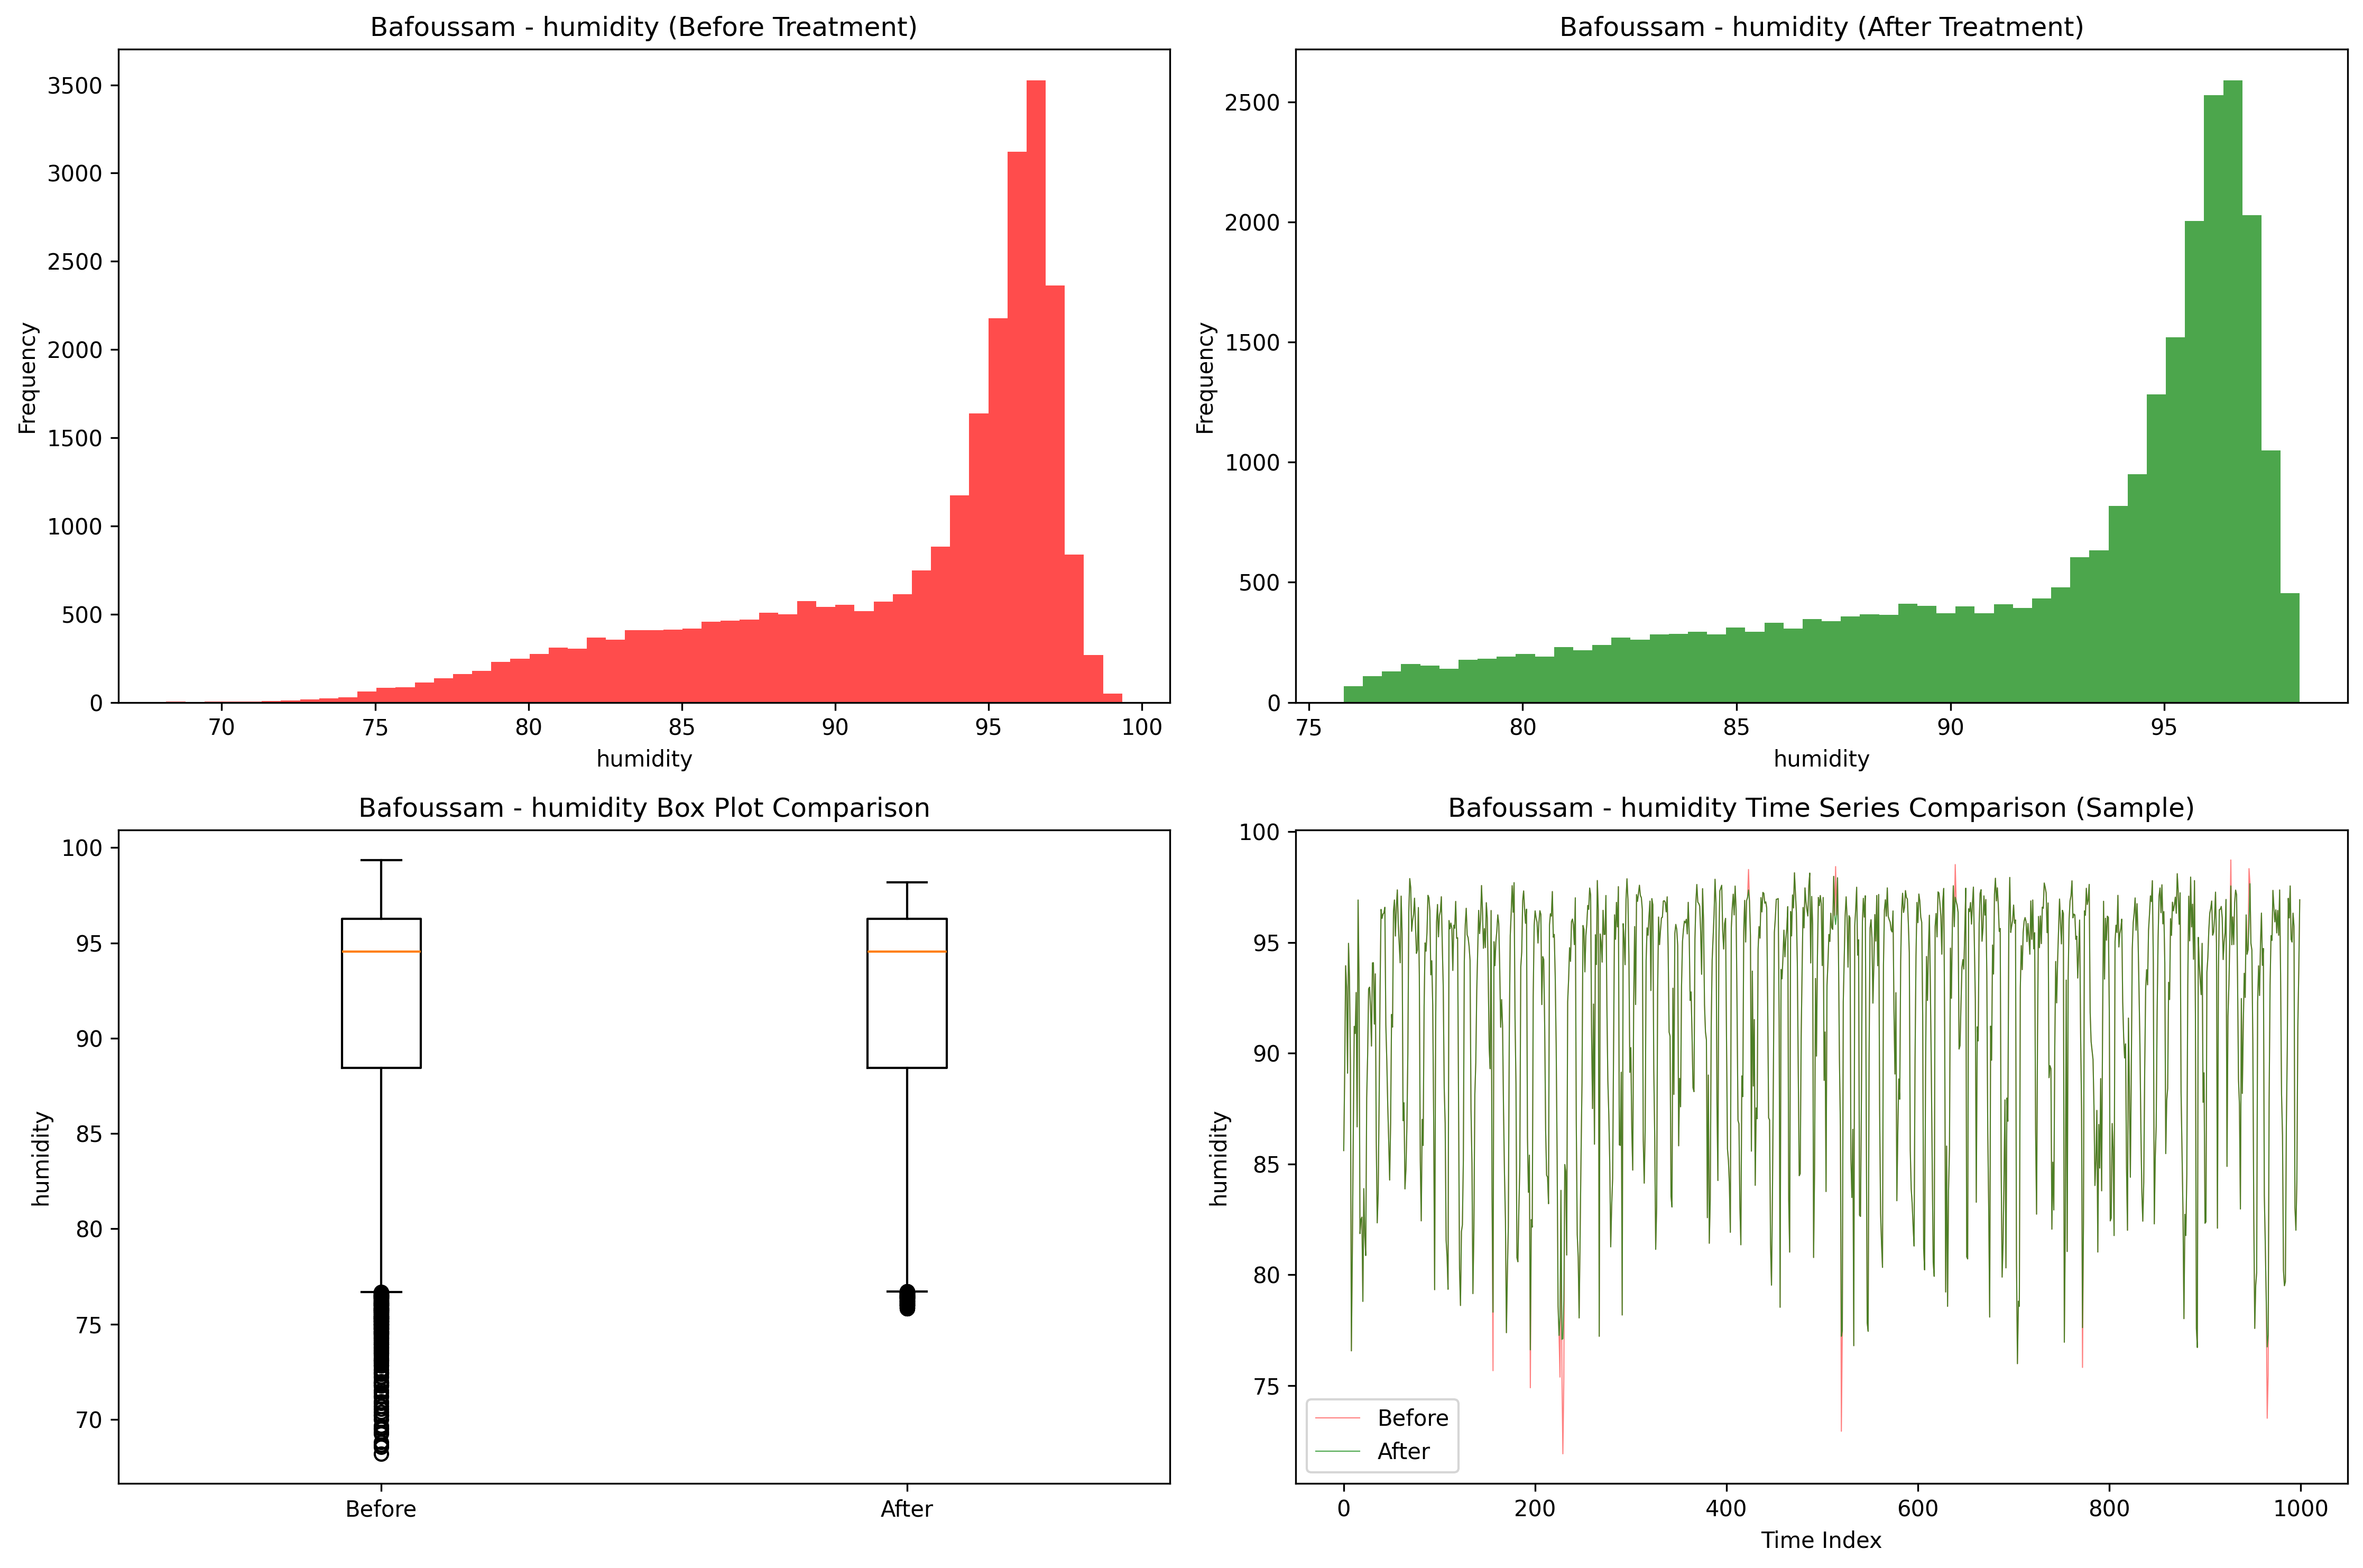 Bafoussam - humidity (Before Treatment)
3500
3000
2500
2000
1500
1000
500
0
Frequency
70 75 80 85 90 95 100
humidity
Bafoussam - humidity (After Treatment)
2500
2000
1500
1000
500
0
Frequency
75 80 85 90 95
humidity
Bafoussam - humidity Box Plot Comparison
100
95
90
85
80
75
70
humidity
Before After
Bafoussam - humidity Time Series Comparison (Sample)
100
95
90
85
80
75
humidity
Before
After
0 200 400 600 800 1000
Time Index